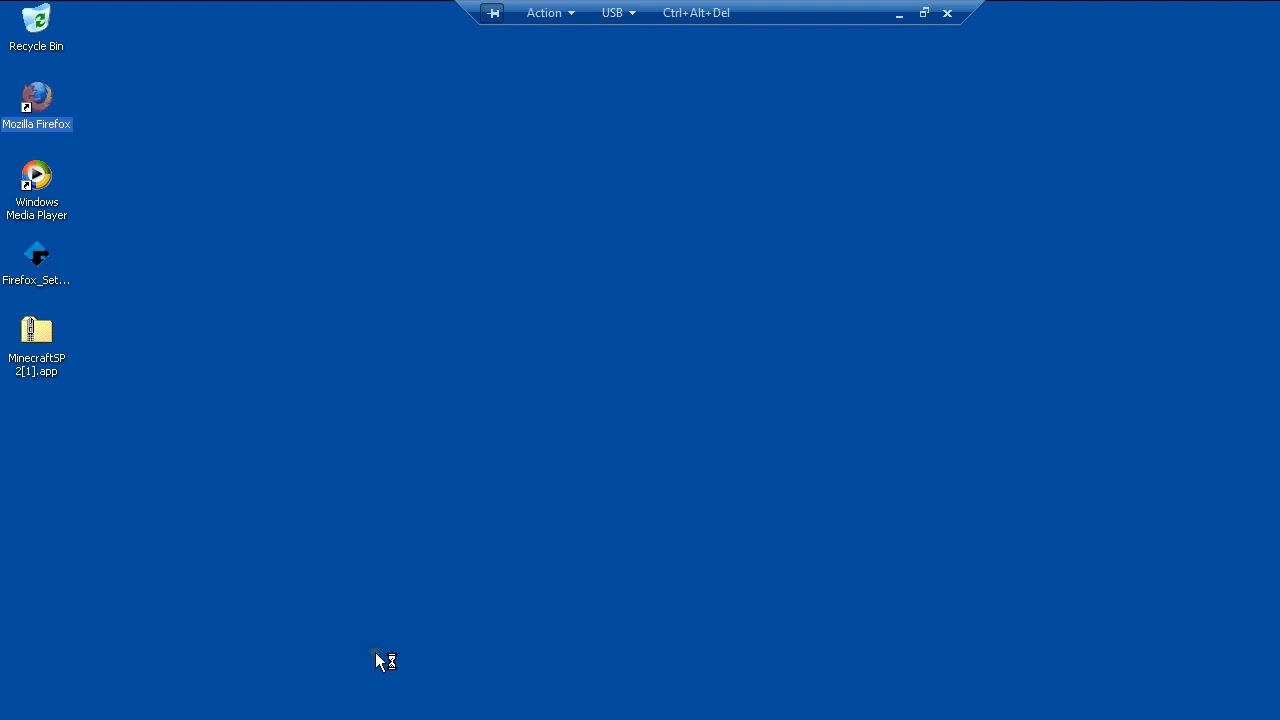 Action
USB
Ctrl+Alt+Del
Recycle Bin
Mozilla Firefox
Windows
Media Player
Firefox_Set...
MinecraftSP
2[1].app